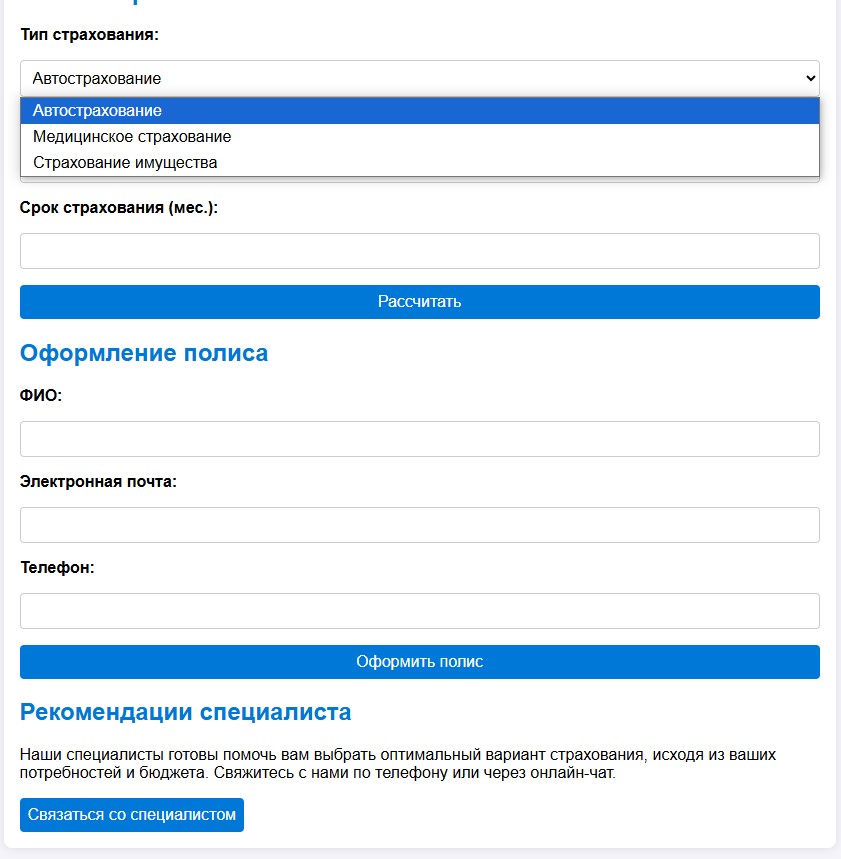 Тип страхования:
Автострахование
Автострахование
Медицинское страхование
Страхование имущества
Срок страхования (мес.):
Рассчитать
Оформление полиса
ФИО:
Электронная почта:
Телефон:
Оформить полис
Рекомендации специалиста
Наши специалисты готовы помочь вам выбрать оптимальный вариант страхования, исходя из ваших
потребностей и бюджета. Свяжитесь с нами по телефону или через онлайн-чат.
Связаться со специалистом